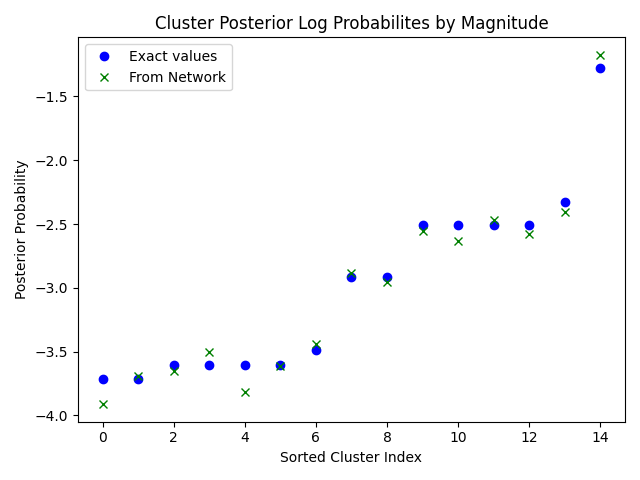 Cluster Posterior Log Probabilites by Magnitude
Exact values
From Network
Posterior Probability
−1.5
−2.0
−2.5
−3.0
−3.5
−4.0
0 2 4 6 8 10 12 14
Sorted Cluster Index